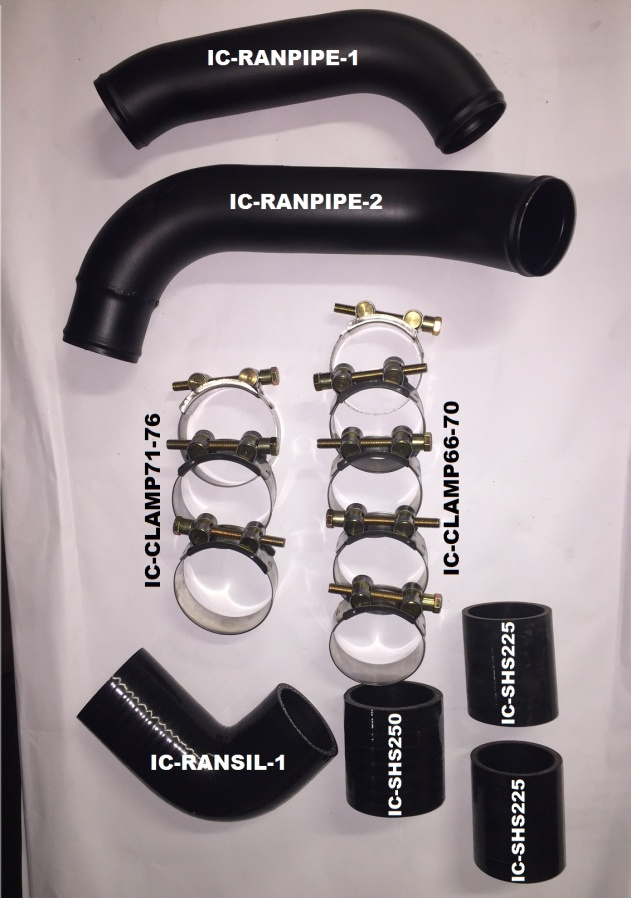 IC-RANPIPE-1
IC-RANPIPE-2
IC-CLAMP71-76
IC-CLAMP66-70
IC-SHS225
IC-RANSIL-1
IC-SHS250
IC-SHS225